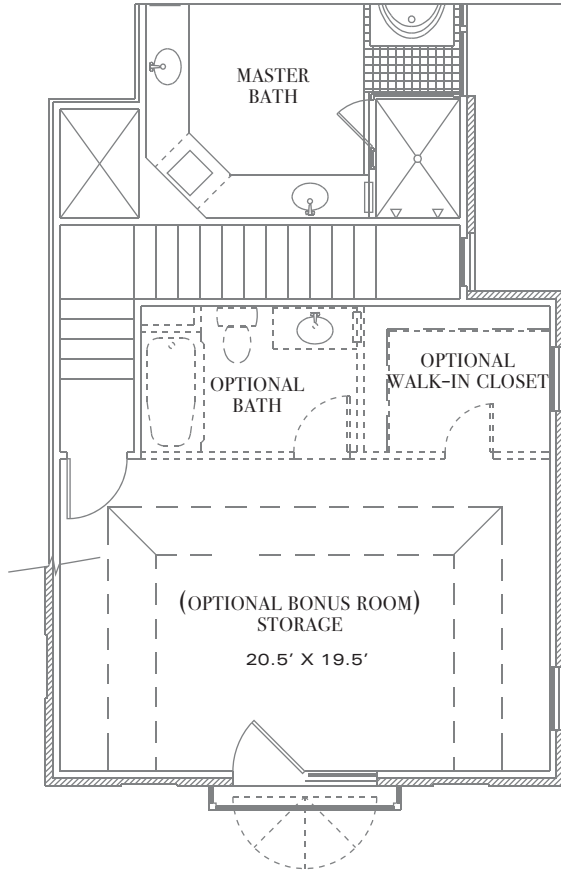 MASTER
BATH
OPTIONAL
BATH
OPTIONAL
WALK-IN CLOSET
(OPTIONAL BONUS ROOM)
STORAGE
20.5' X 19.5'